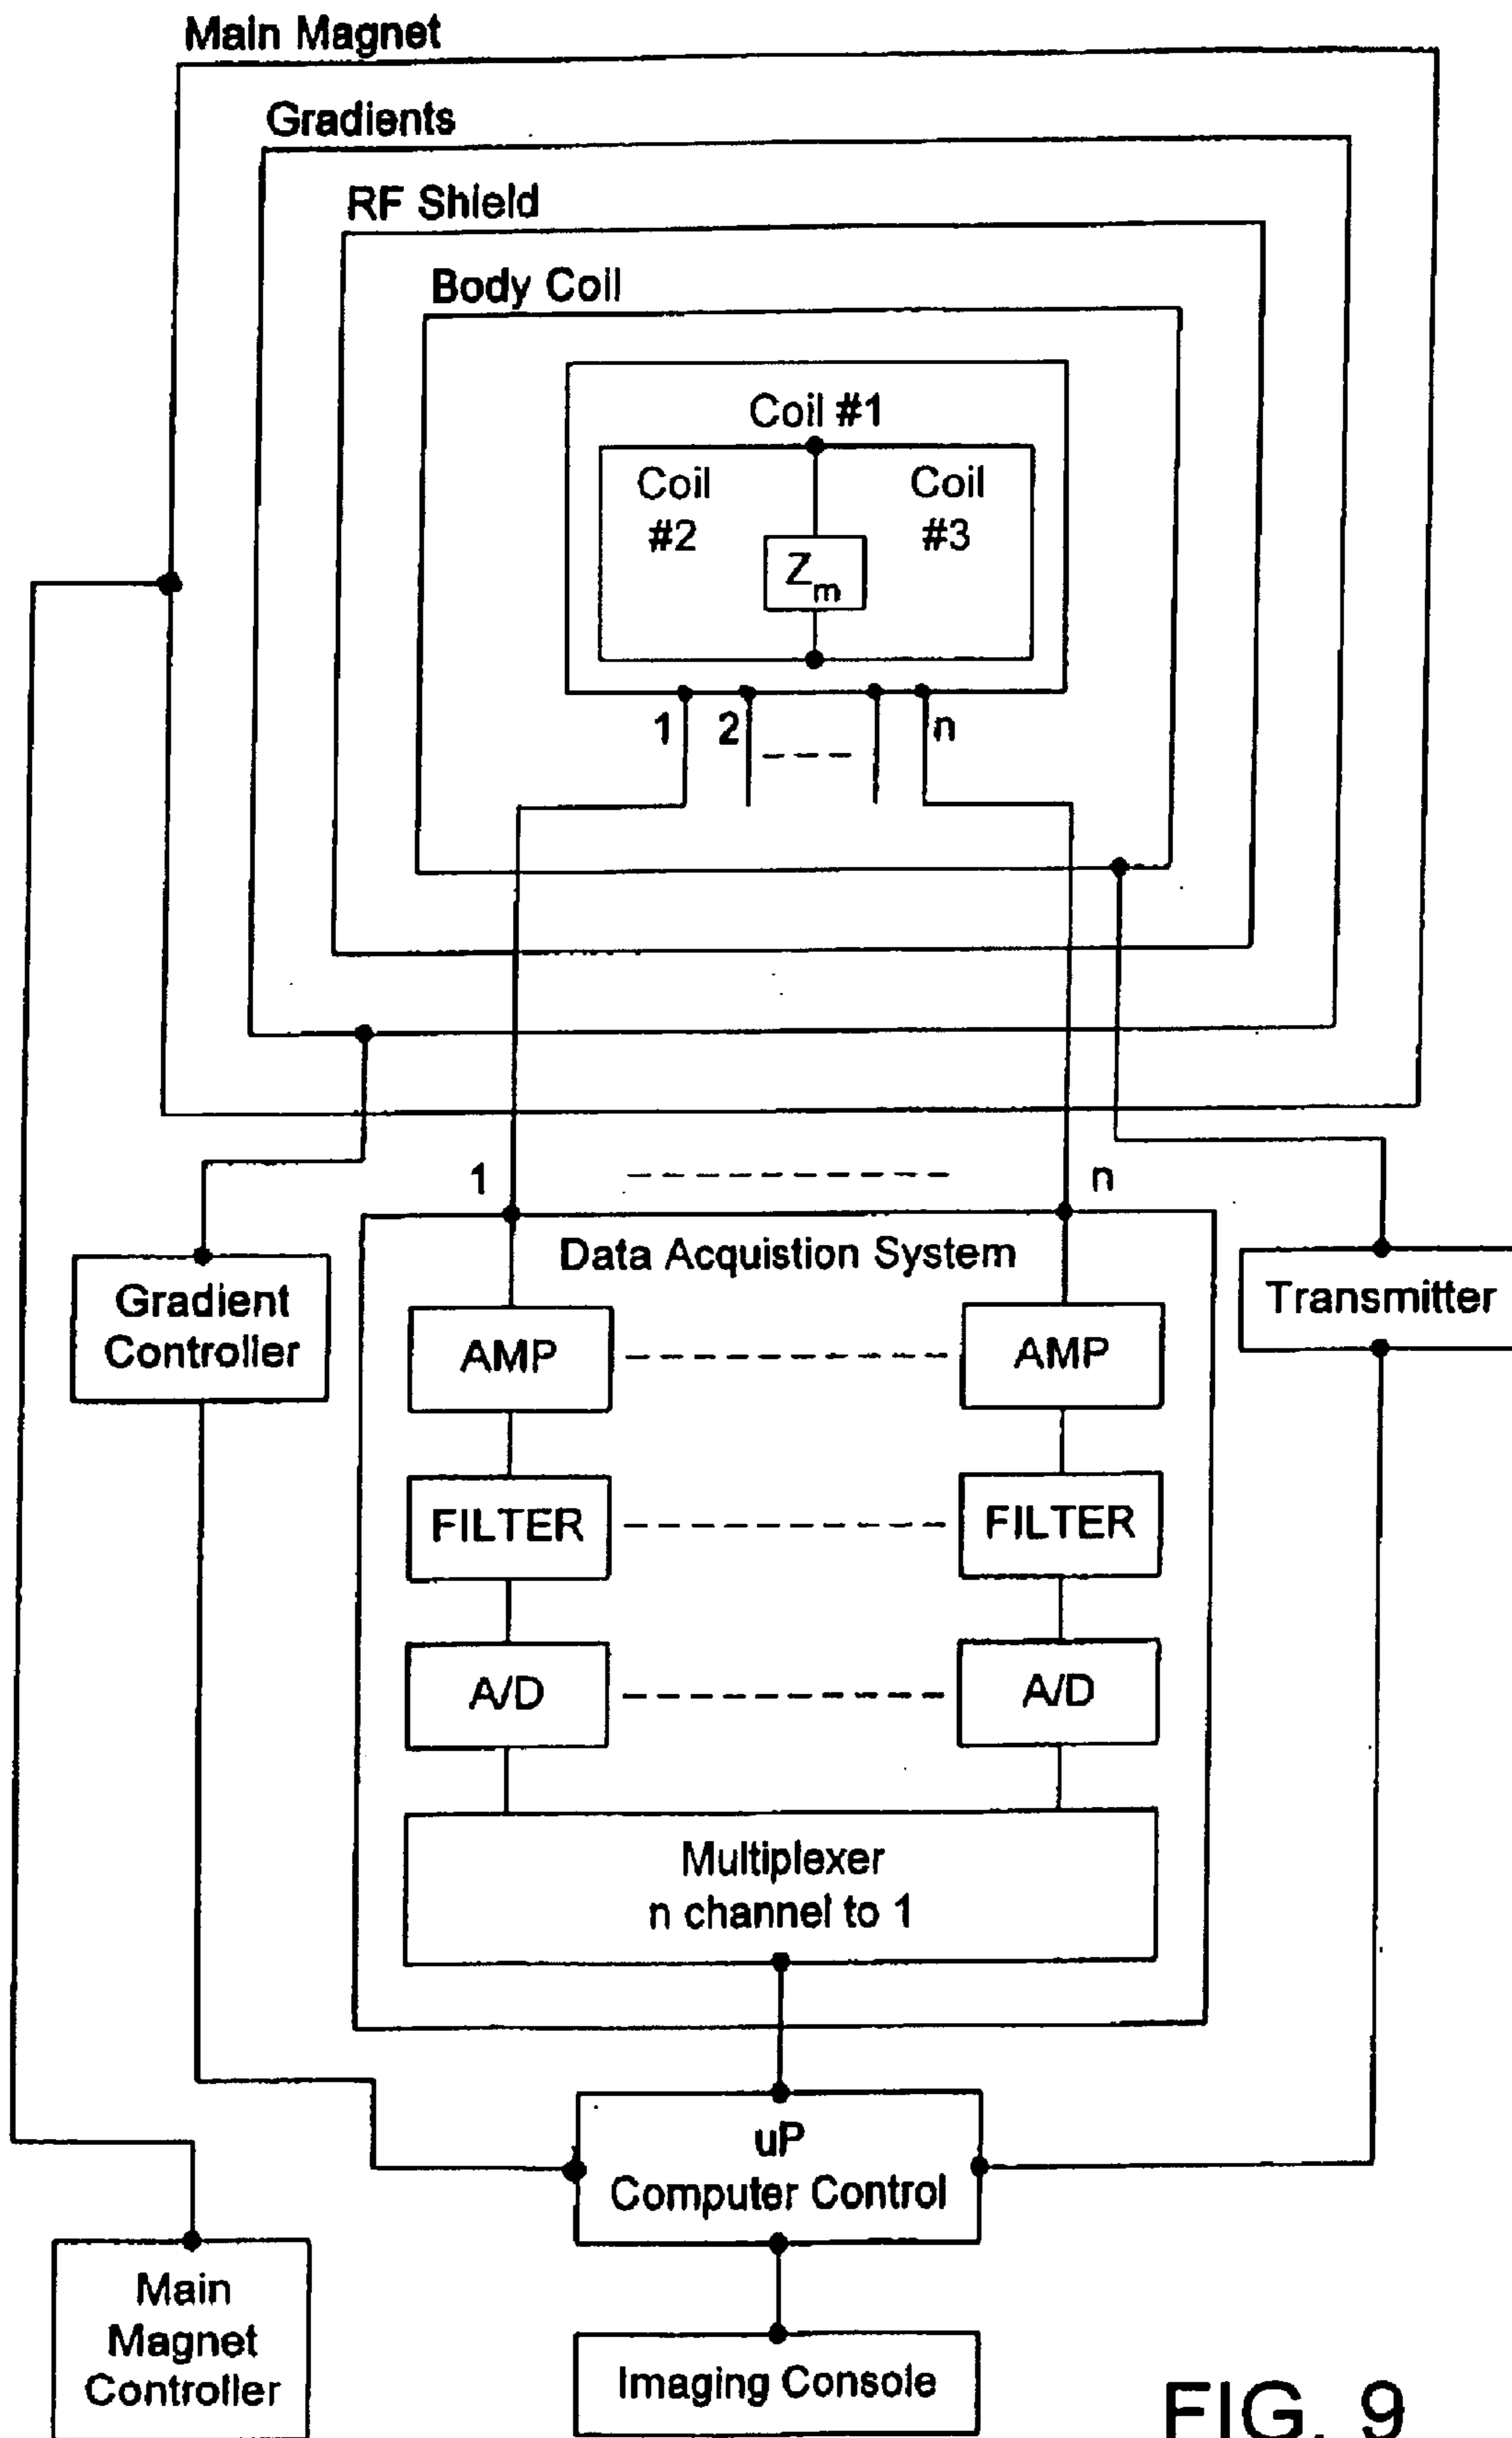 Main Magnet
Gradients
RF Shield
Body Coil
Coil #1
Coil
#2
Coil
#3
Zm
1 2 n
1 n
Data Acquistion System
Gradient
Controller
Transmitter
AMP AMP
FILTER FILTER
A/D A/D
Multiplexer
n channel to 1
uP
Computer Control
Main
Magnet
Controller
Imaging Console
FIG. 9